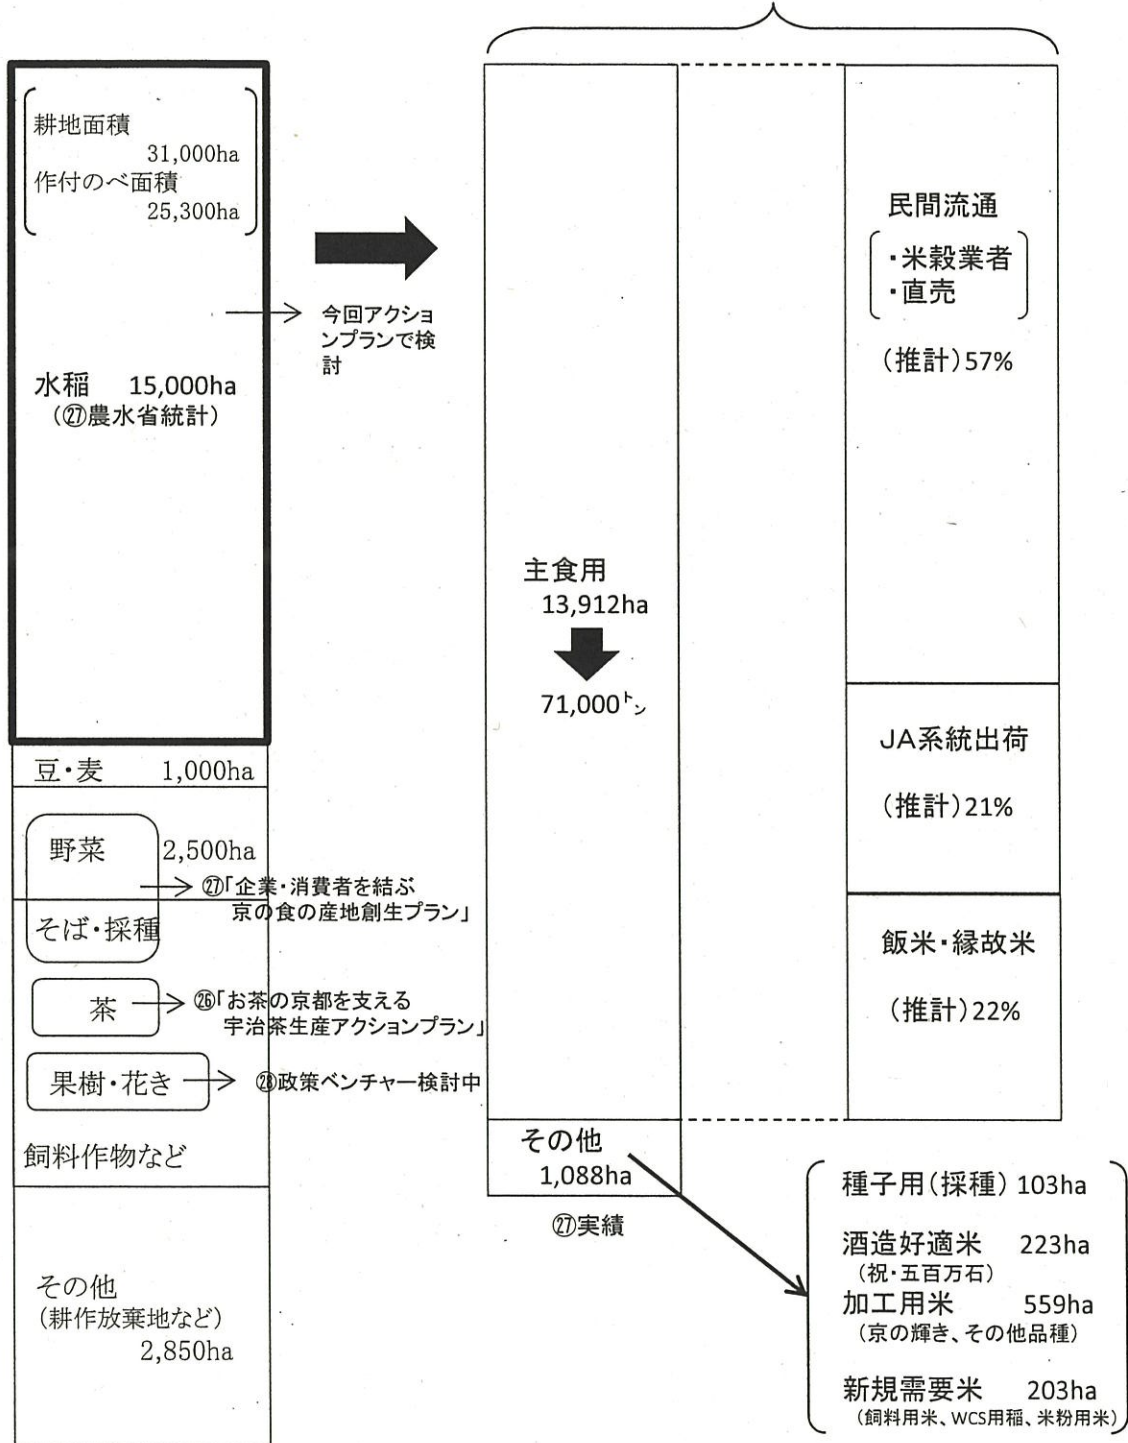 耕地面積
31,000ha
作付のべ面積
25,300ha
水稲 15,000ha
(㉗農水省統計)
今回アクショ
ンプランで検
討
豆・麦 1,000ha
野菜 2,500ha
㉗「企業・消費者を結ぶ
京の食の産地創生プラン」
そば・採種
茶
㉖「お茶の京都を支える
宇治茶生産アクションプラン」
果樹・花き
㉘政策ベンチャー検討中
飼料作物など
その他
(耕作放棄地など)
2,850ha
主食用
13,912ha
71,000トン
その他
1,088ha
㉗実績
民間流通
・米穀業者
・直売
(推計)57%
JA系統出荷
(推計)21%
飯米・縁故米
(推計)22%
種子用(採種) 103ha
酒造好適米 223ha
(祝・五百万石)
加工用米 559ha
(京の輝き、その他品種)
新規需要米 203ha
(飼料用米、WCS用稲、米粉用米)